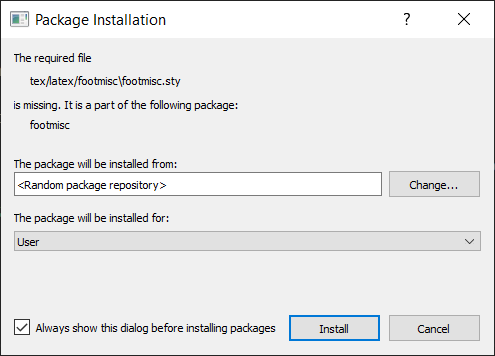 Package Installation
The required file
tex/latex/footmisc\footmisc.sty
is missing. It is a part of the following package:
footmisc
The package will be installed from:
<Random package repository>
Change...
The package will be installed for:
User
Always show this dialog before installing packages
Install
Cancel